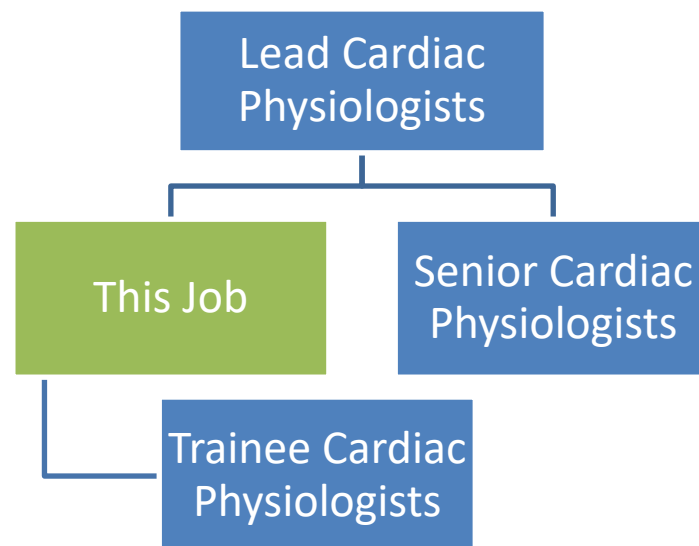 Lead Cardiac
Physiologists
This Job
Senior Cardiac
Physiologists
Trainee Cardiac
Physiologists